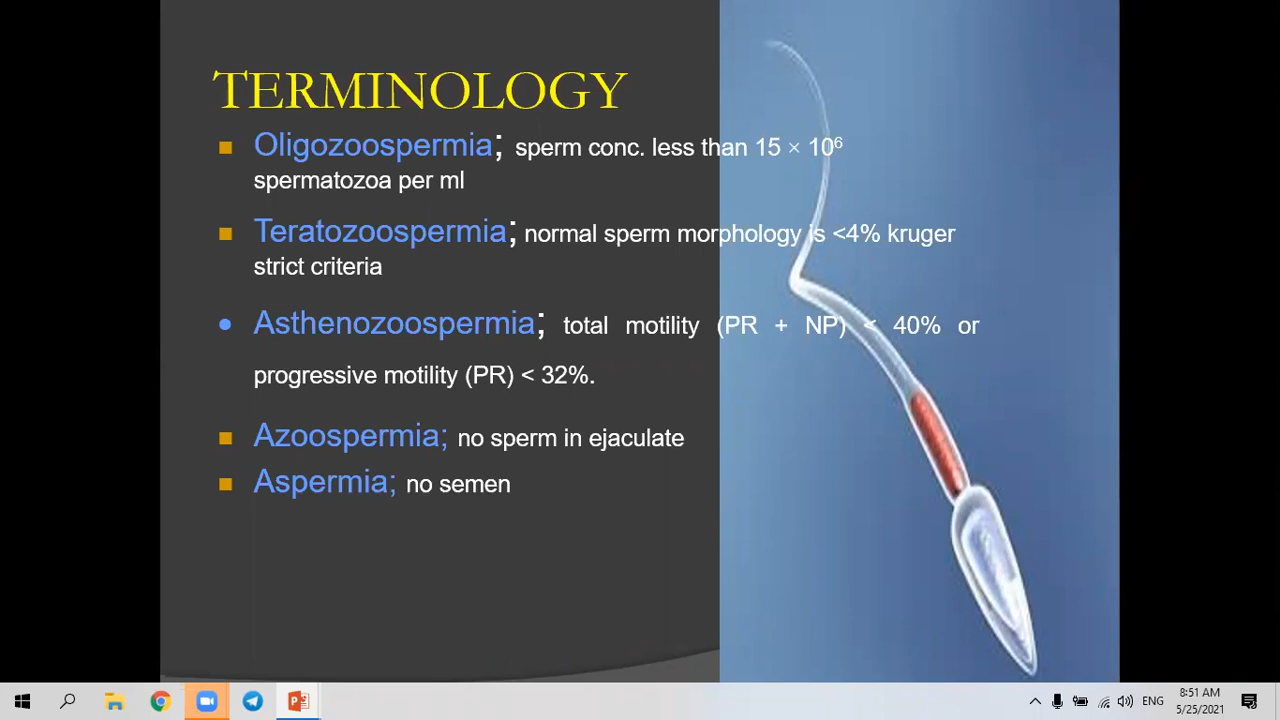 TERMINOLOGY
Oligozoospermia; sperm conc. less than 15 × 10⁶
spermatozoa per ml
Teratozoospermia; normal sperm morphology is <4% kruger
strict criteria
Asthenozoospermia; total motility (PR + NP) < 40% or
progressive motility (PR) < 32%.
Azoospermia; no sperm in ejaculate
Aspermia; no semen
ENG
8:51 AM
5/25/2021